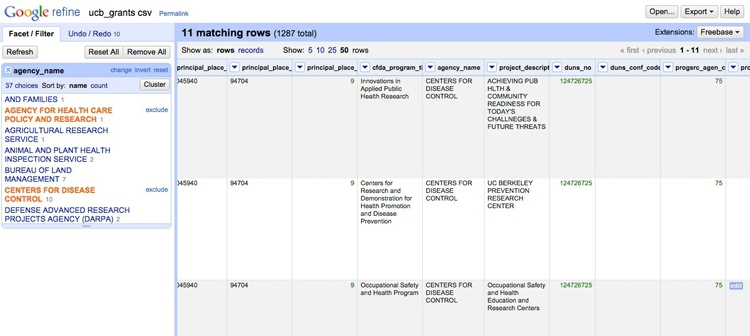 Google refine ucb_grants csv Permalink Open... Export Help
Facet / Filter Undo / Redo 10
Refresh Reset All Remove All
agency_name change invert reset
37 choices Sort by: name count Cluster
AND FAMILIES 1
AGENCY FOR HEALTH CARE exclude
POLICY AND RESEARCH 1
AGRICULTURAL RESEARCH
SERVICE 1
ANIMAL AND PLANT HEALTH
INSPECTION SERVICE 2
BUREAU OF LAND
MANAGEMENT 7
CENTERS FOR DISEASE exclude
CONTROL 10
DEFENSE ADVANCED RESEARCH
PROJECTS AGENCY (DARPA) 2
11 matching rows (1287 total)
Extensions: Freebase
Show as: rows records Show: 5 10 25 50 rows « first ‹ previous 1 - 11 next › last »
principal_place_ principal_place_ principal_place_ cfda_program_ti agency_name project_descript duns_no duns_conf_code progsrc_agen_c pro
045940 94704 9 Innovations in CENTERS FOR ACHIEVING PUB 124726725 75
Applied Public DISEASE HLTH &
Health Research CONTROL COMMUNITY
READINESS FOR
TODAY'S
CHALLNEGES &
FUTURE THREATS
045940 94704 9 Centers for CENTERS FOR UC BERKELEY 124726725 75
Research and DISEASE PREVENTION
Demonstration for CONTROL RESEARCH
Health Promotion CENTER
and Disease
Prevention
045940 94704 9 Occupational Safety CENTERS FOR Occupational Safety 124726725 75 edit
and Health Program DISEASE and Health
CONTROL Education and
Research Centers